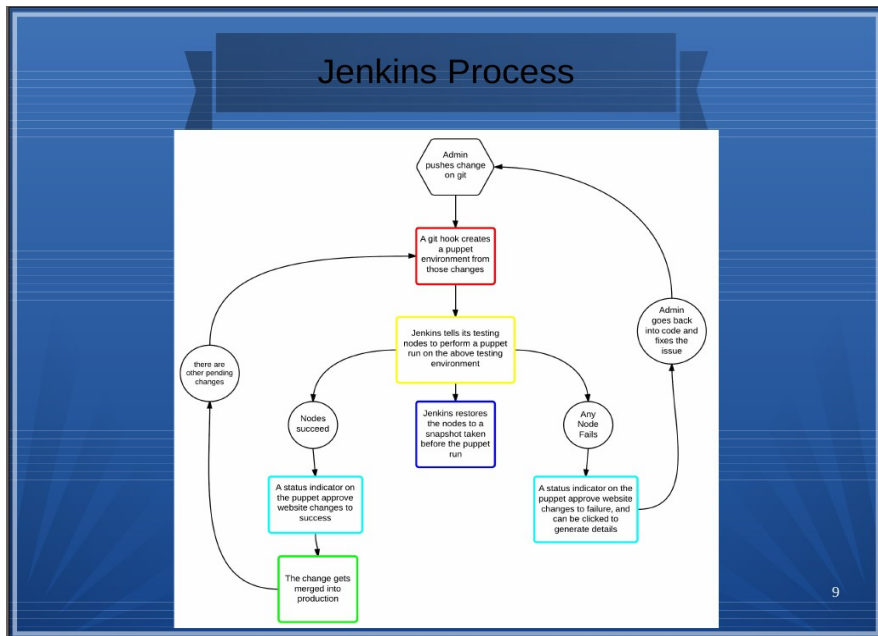 Jenkins Process
Admin
pushes change
on git
A git hook creates
a puppet
environment from
those changes
Jenkins tells its testing
nodes to perform a puppet
run on the above testing
environment
Admin
goes back
into code and
fixes the
issue
there are
other pending
changes
Nodes
succeed
Jenkins restores
the nodes to a
snapshot taken
before the puppet
run
Any
Node
Fails
A status indicator on
the puppet approve
website changes to
success
A status indicator on the
puppet approve website
changes to failure, and
can be clicked to
generate details
The change gets
merged into
production
9